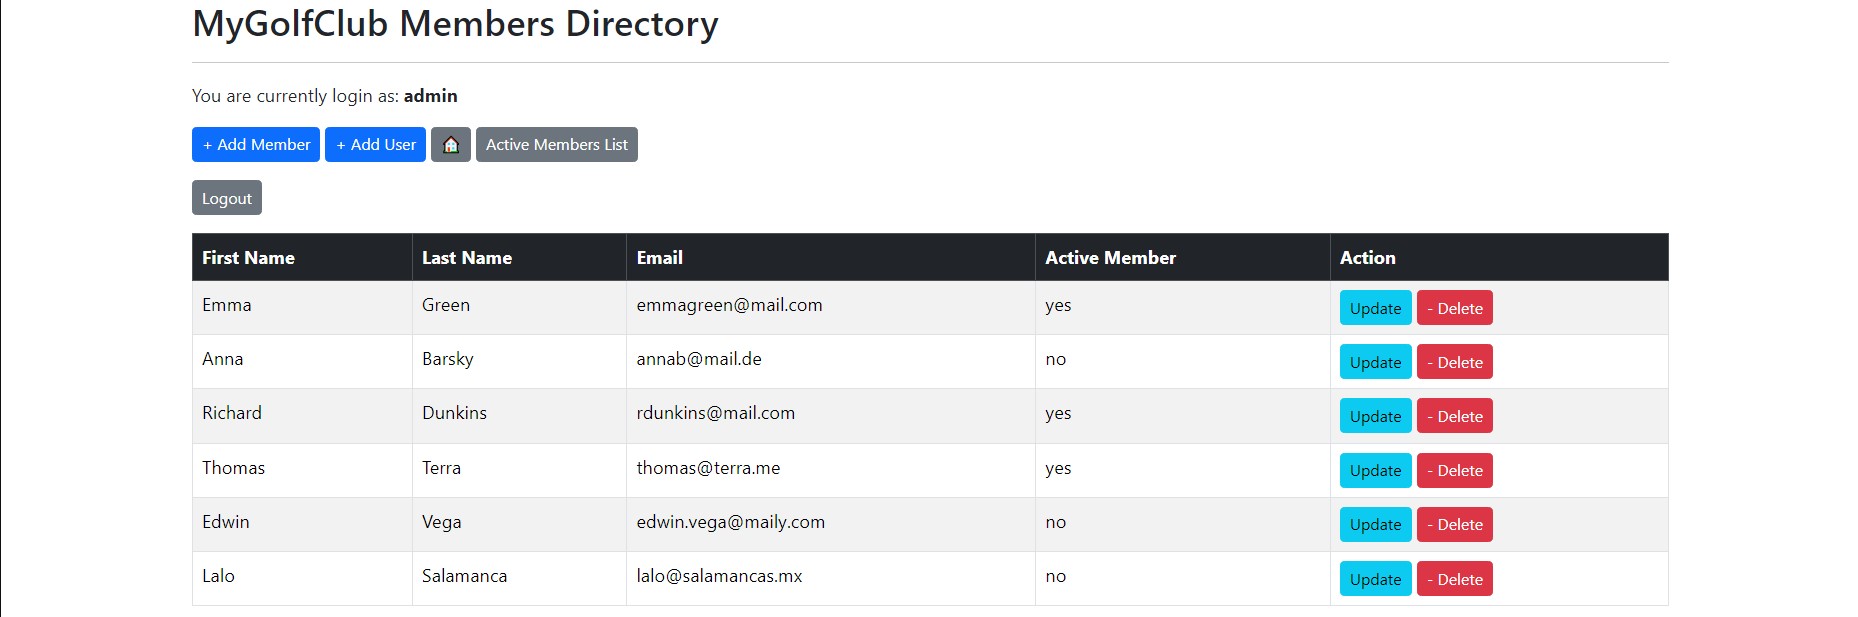 MyGolfClub Members Directory
You are currently login as: admin
+ Add Member + Add User Active Members List
Logout
First Name Last Name Email Active Member Action
Emma Green emmagreen@mail.com yes Update - Delete
Anna Barsky annab@mail.de no Update - Delete
Richard Dunkins rdunkins@mail.com yes Update - Delete
Thomas Terra thomas@terra.me yes Update - Delete
Edwin Vega edwin.vega@maily.com no Update - Delete
Lalo Salamanca lalo@salamancas.mx no Update - Delete